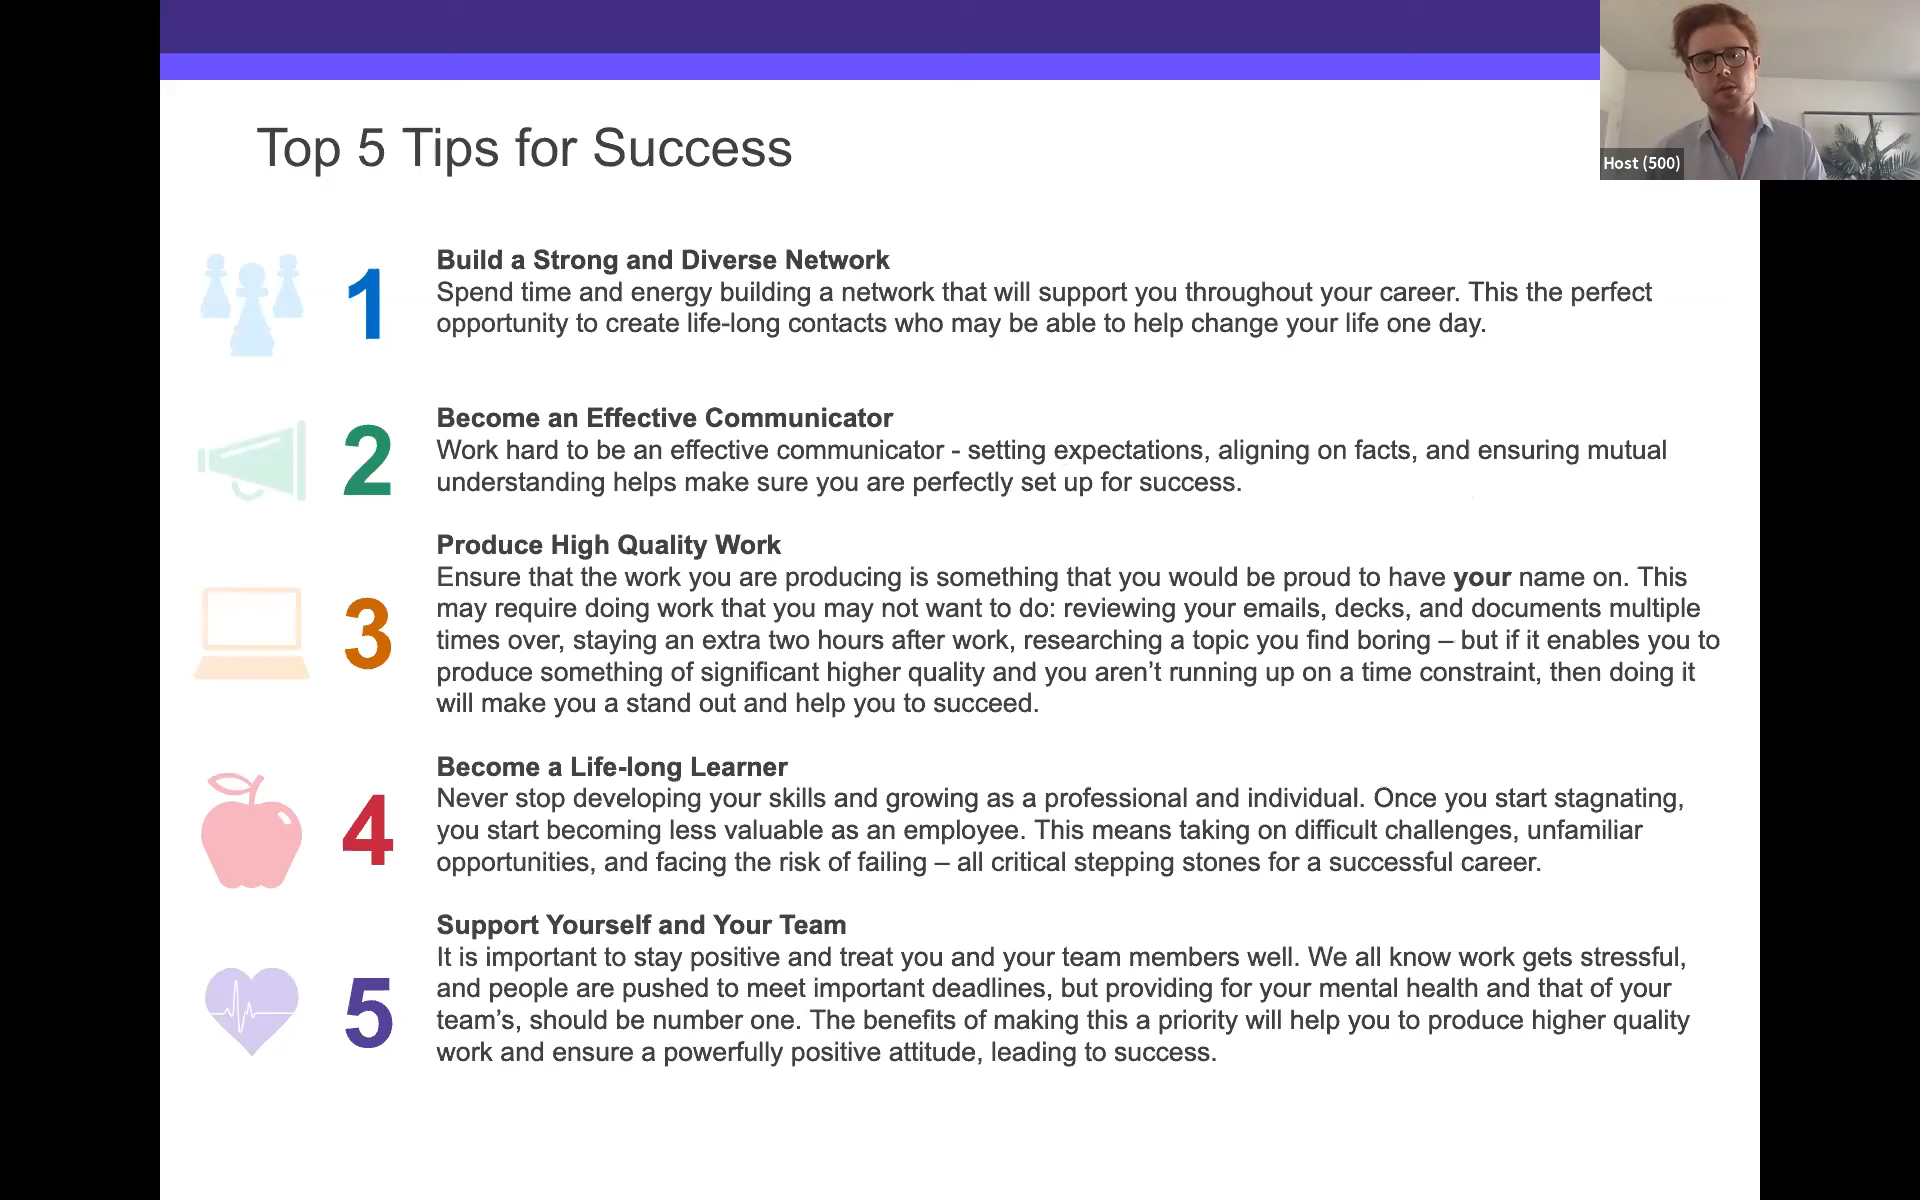 Host (500)
Top 5 Tips for Success
1
Build a Strong and Diverse Network
Spend time and energy building a network that will support you throughout your career. This the perfect
opportunity to create life-long contacts who may be able to help change your life one day.
2
Become an Effective Communicator
Work hard to be an effective communicator - setting expectations, aligning on facts, and ensuring mutual
understanding helps make sure you are perfectly set up for success.
3
Produce High Quality Work
Ensure that the work you are producing is something that you would be proud to have your name on. This
may require doing work that you may not want to do: reviewing your emails, decks, and documents multiple
times over, staying an extra two hours after work, researching a topic you find boring – but if it enables you to
produce something of significant higher quality and you aren’t running up on a time constraint, then doing it
will make you a stand out and help you to succeed.
4
Become a Life-long Learner
Never stop developing your skills and growing as a professional and individual. Once you start stagnating,
you start becoming less valuable as an employee. This means taking on difficult challenges, unfamiliar
opportunities, and facing the risk of failing – all critical stepping stones for a successful career.
5
Support Yourself and Your Team
It is important to stay positive and treat you and your team members well. We all know work gets stressful,
and people are pushed to meet important deadlines, but providing for your mental health and that of your
team’s, should be number one. The benefits of making this a priority will help you to produce higher quality
work and ensure a powerfully positive attitude, leading to success.